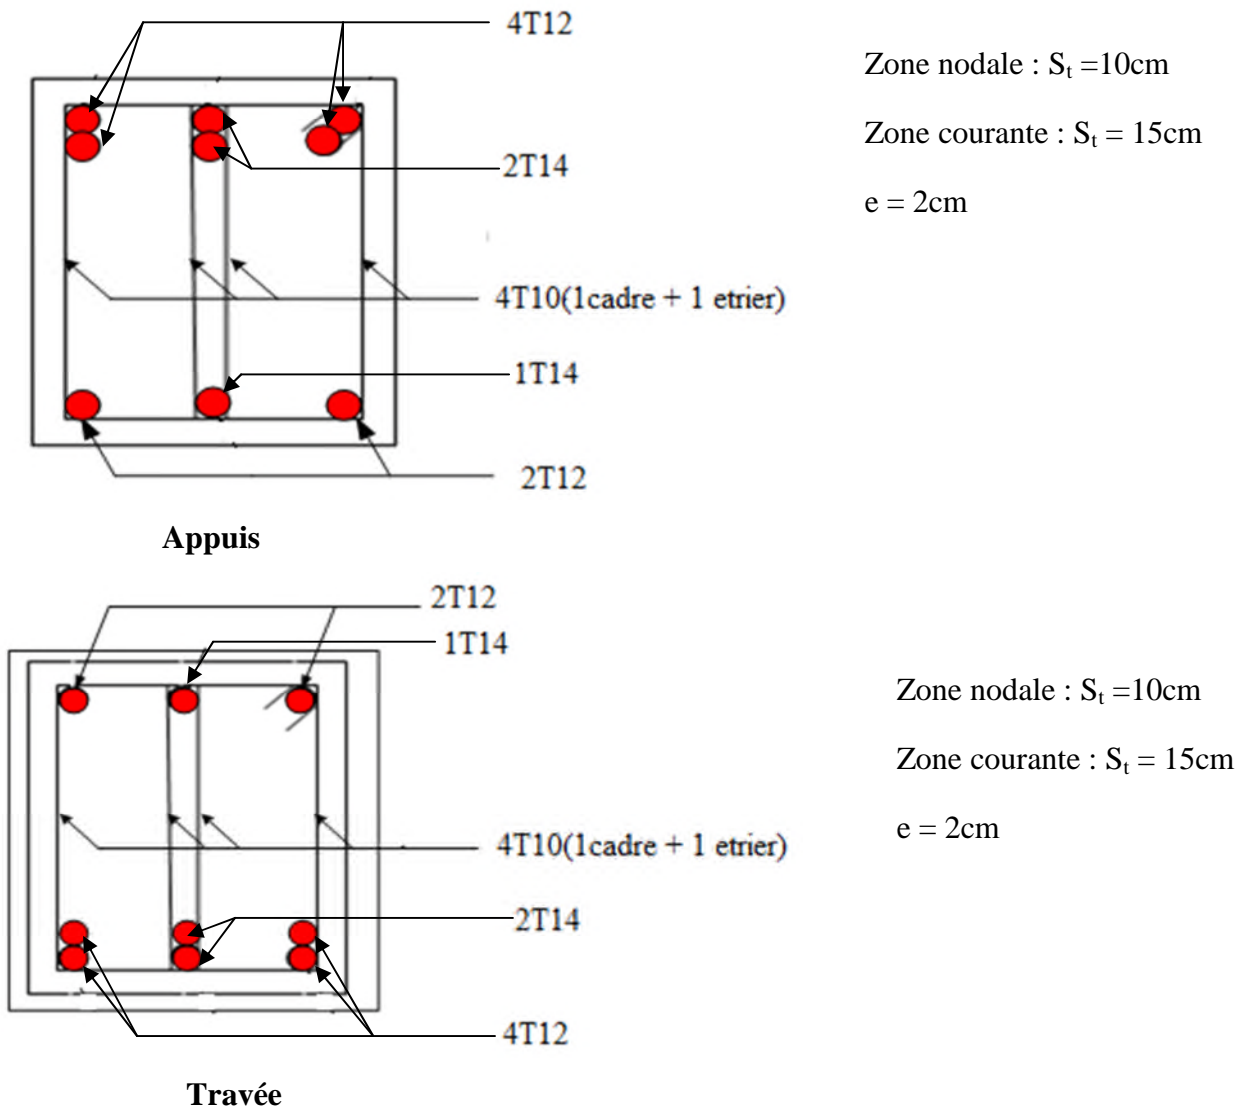 4T12
Zone nodale : St =10cm
Zone courante : St = 15cm
2T14
e = 2cm
4T10(1cadre + 1 etrier)
1T14
2T12
Appuis
2T12
1T14
Zone nodale : St =10cm
Zone courante : St = 15cm
e = 2cm
4T10(1cadre + 1 etrier)
2T14
4T12
Travée